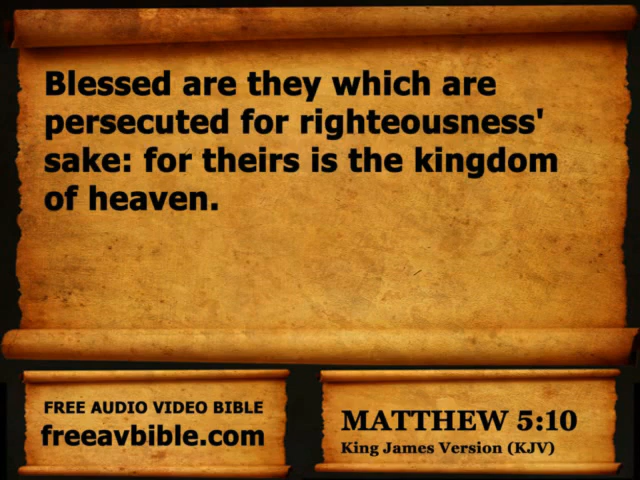 Blessed are they which are
persecuted for righteousness'
sake: for theirs is the kingdom
of heaven.
FREE AUDIO VIDEO BIBLE
freeavbible.com
MATTHEW 5:10
King James Version (KJV)